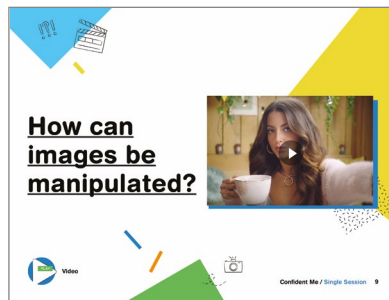 How can
images be
manipulated?
Video
Confident Me / Single Session 9